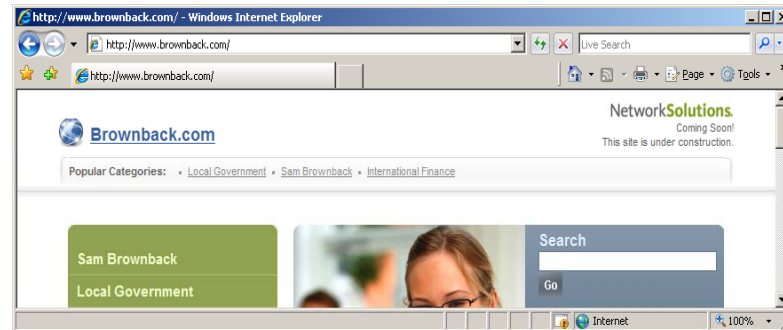 http://www.brownback.com/ - Windows Internet Explorer
http://www.brownback.com/
Live Search
http://www.brownback.com/
Page
Tools
NetworkSolutions.
Coming Soon!
This site is under construction.
Brownback.com
Popular Categories: Local Government Sam Brownback International Finance
Sam Brownback
Local Government
Search
Go
Internet
100%